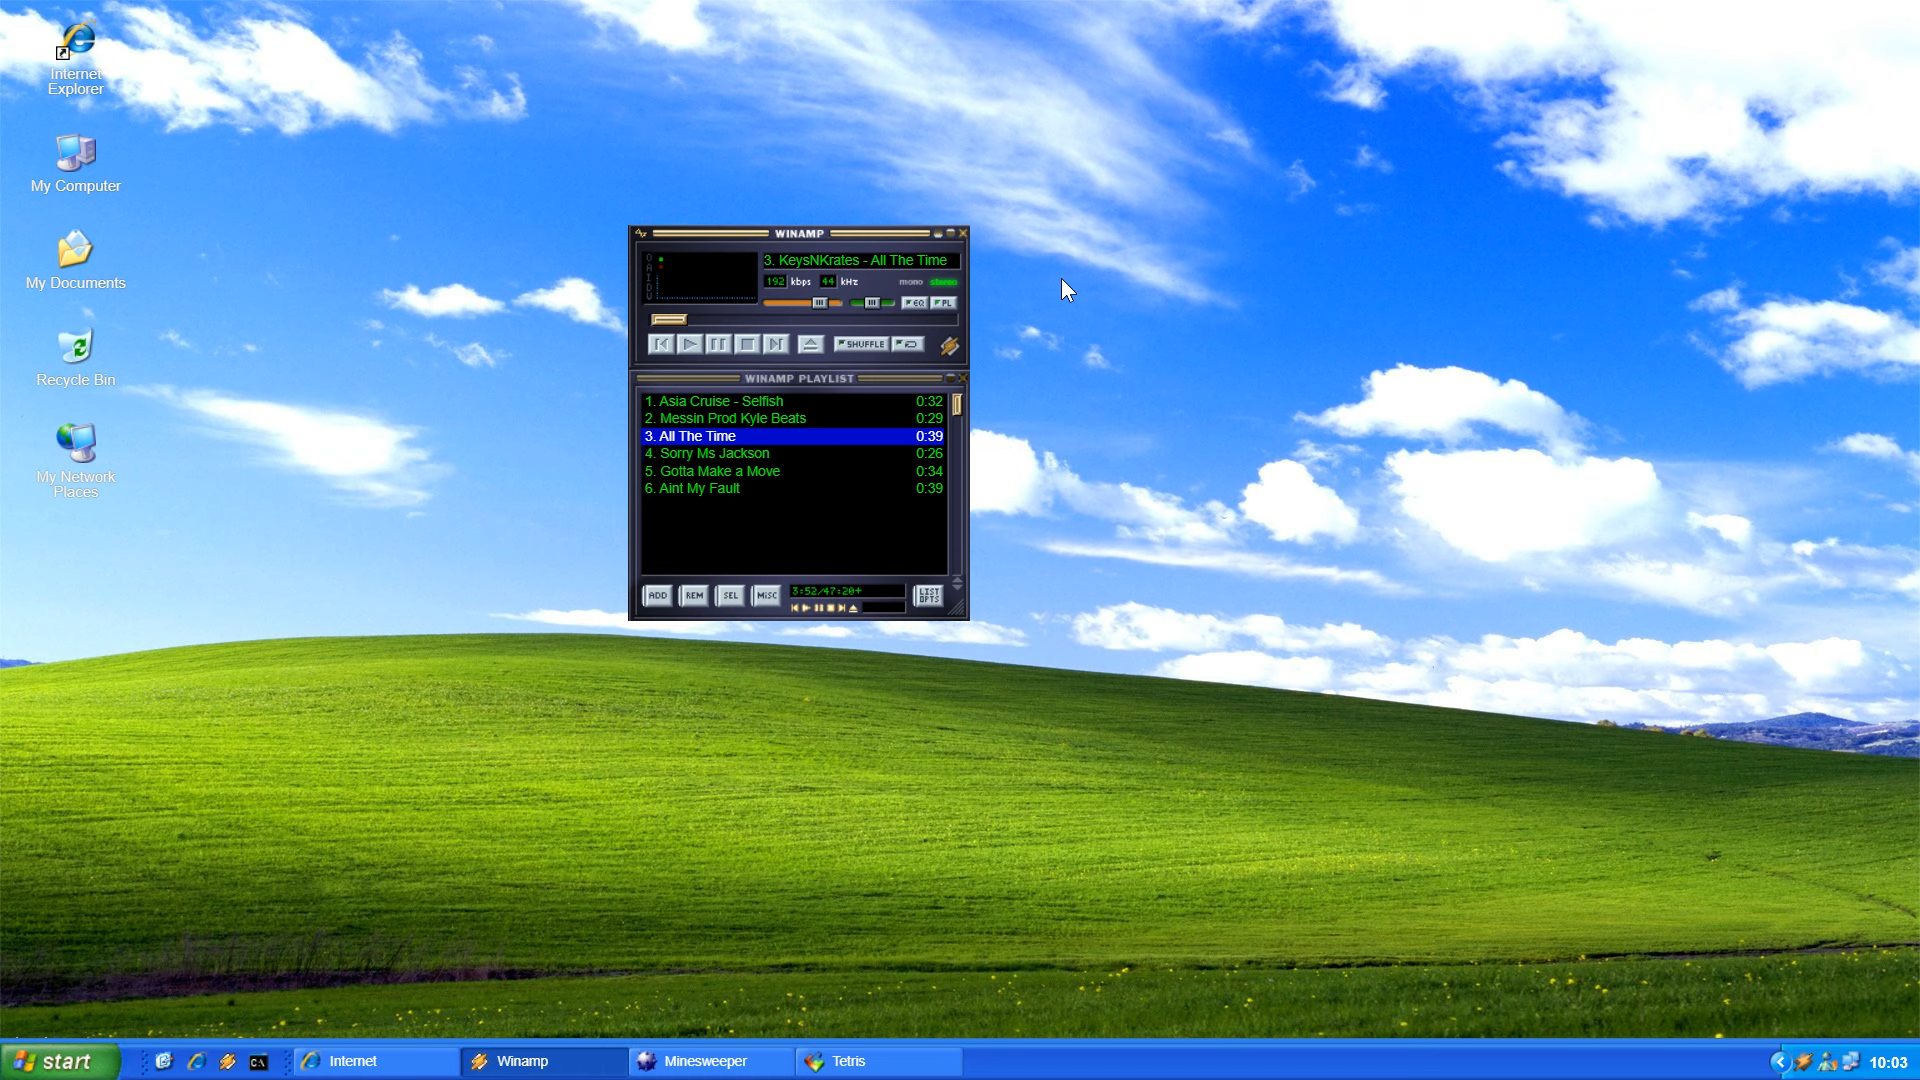 Internet
Explorer
My Computer
My Documents
Recycle Bin
My Network
Places
WINAMP
O
A
I
D
V
3. KeysNKrates - All The Time
192 kbps 44 kHz mono stereo
EQ PL
SHUFFLE
WINAMP PLAYLIST
1. Asia Cruise - Selfish 0:32
2. Messin Prod Kyle Beats 0:29
3. All The Time 0:39
4. Sorry Ms Jackson 0:26
5. Gotta Make a Move 0:34
6. Aint My Fault 0:39
ADD REM SEL MISC 3:52/47:20+ LIST
OPTS
start C:\ Internet Winamp Minesweeper Tetris 10:03